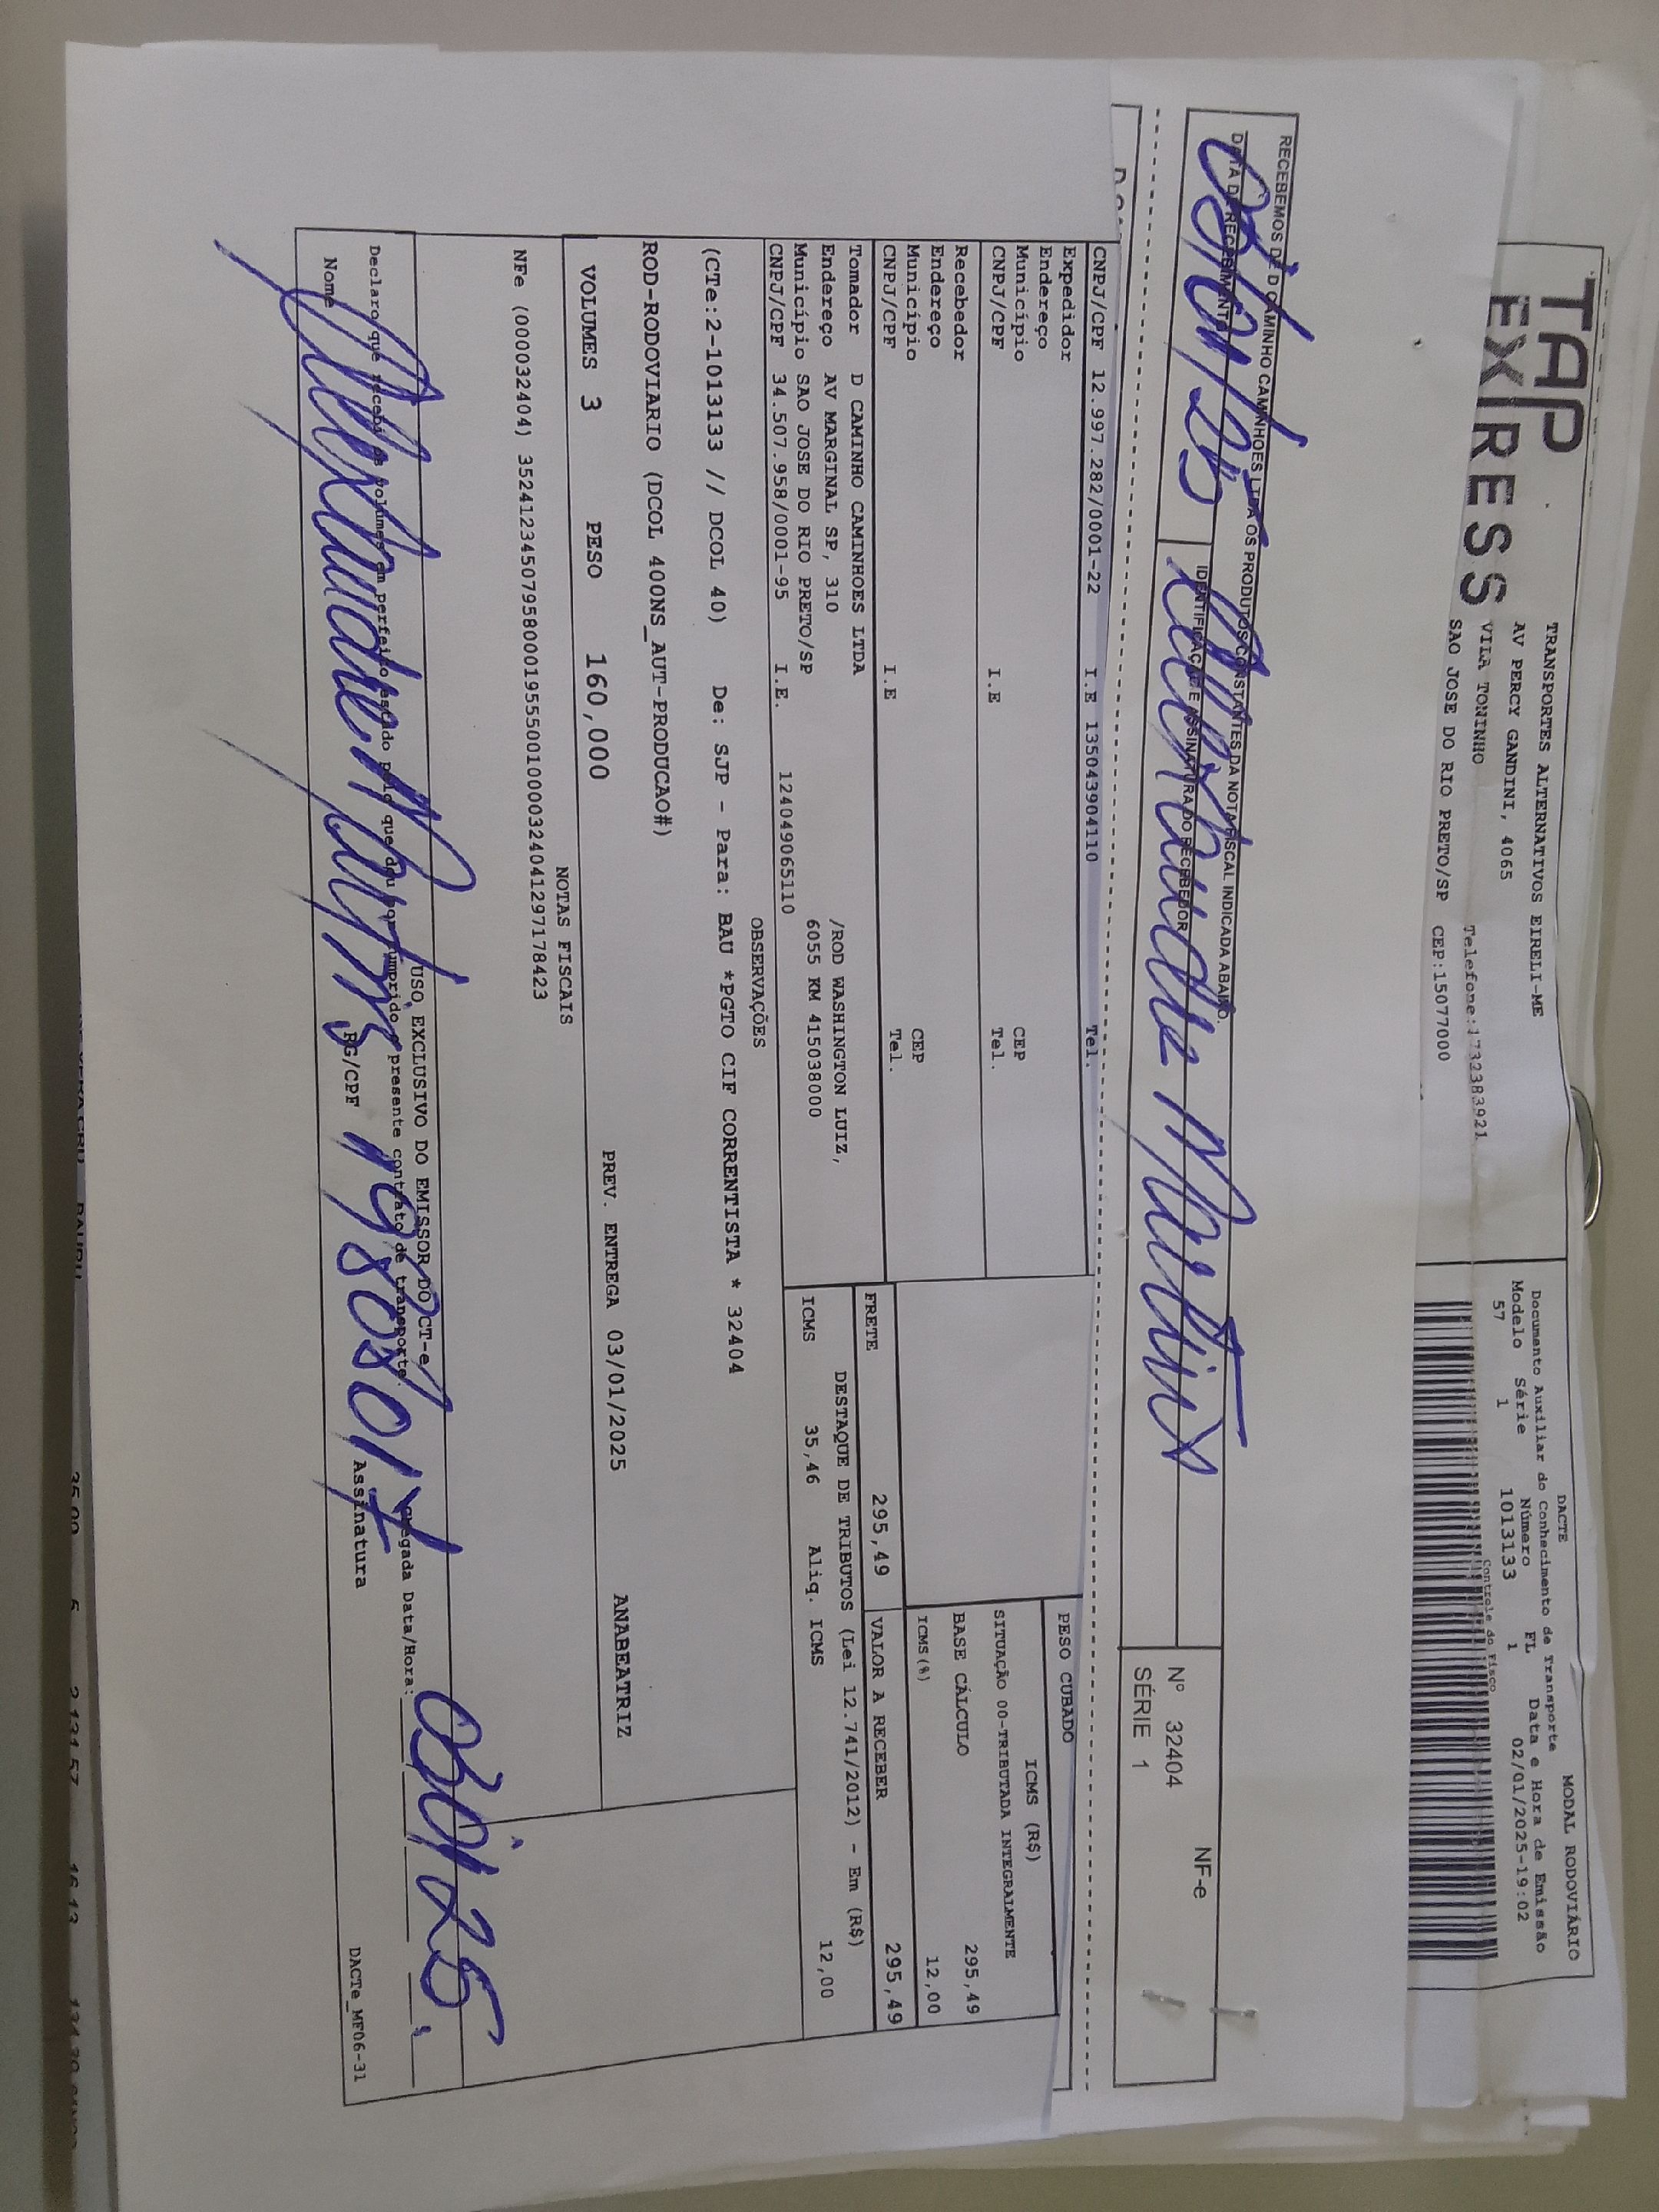 TAP
EXPRESS
TRANSPORTES ALTERNATIVOS EIRELI-ME
AV PERCY GANDINI, 4065
VILA TONINHO Telefone:1732383921
SAO JOSE DO RIO PRETO/SP CEP:15077000
DACTE MODAL RODOVIÁRIO
Documento Auxiliar do Conhecimento de Transporte
Modelo Série Número FL Data e Hora de Emissão
57 1 1013133 1 02/01/2025-19:02
Controle do Fisco
RECEBEMOS DE D CAMINHO CAMINHOES LTDA OS PRODUTOS CONSTANTES DA NOTA FISCAL INDICADA ABAIXO.
DATA DE RECEBIMENTO
IDENTIFICAÇÃO E ASSINATURA DO RECEBEDOR
03/01/25 Alexandre Martins
NF-e
Nº 32404
SÉRIE 1
CNPJ/CPF 12.997.282/0001-22 I.E 135043904110 Tel.
Expedidor
Endereço
Município CEP
CNPJ/CPF I.E Tel.
Recebedor
Endereço
Município CEP
CNPJ/CPF I.E Tel.
PESO CUBADO
ICMS (R$)
SITUAÇÃO 00-TRIBUTADA INTEGRALMENTE
BASE CÁLCULO 295,49
ICMS(%) 12,00
Tomador D CAMINHO CAMINHOES LTDA
Endereço AV MARGINAL SP, 310 /ROD WASHINGTON LUIZ,
Município SAO JOSE DO RIO PRETO/SP 6055 KM 415038000
CNPJ/CPF 34.507.958/0001-95 I.E. 124049065110
FRETE 295,49 VALOR A RECEBER 295,49
DESTAQUE DE TRIBUTOS (Lei 12.741/2012) - Em (R$)
ICMS 35,46 Aliq. ICMS 12,00
OBSERVAÇÕES
(CTe:2-1013133 // DCOL 40) De: SJP - Para: BAU *PGTO CIF CORRENTISTA * 32404
ROD-RODOVIARIO (DCOL 400NS_AUT-PRODUCAO#)
VOLUMES 3 PESO 160,000 PREV. ENTREGA 03/01/2025 ANABEATRIZ
NOTAS FISCAIS
NFe (000032404) 35241234507958000195550010000324041297178423
USO EXCLUSIVO DO EMISSOR DO CT-e
Declaro que recebi os volumes em perfeito estado pelo que dou por cumprido o presente contrato de transporte.
Chegada Data/Hora: 03/01/25
Nome Alexandre Martins RG/CPF 19808017 Assinatura
DACTe_MF06-31